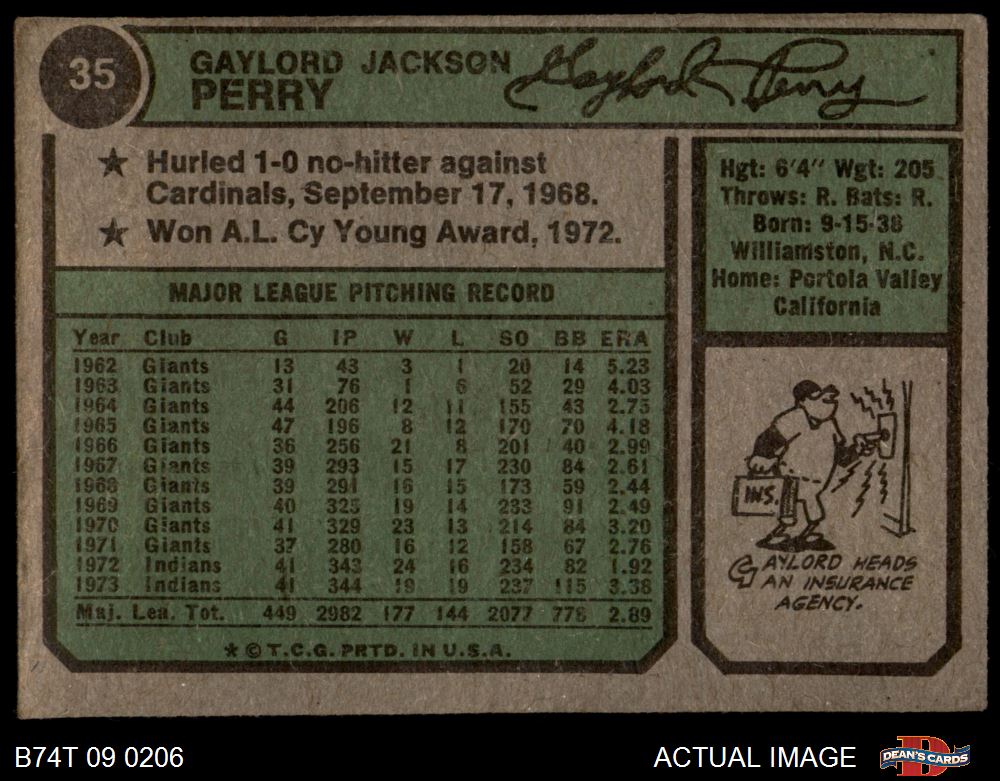 35
GAYLORD JACKSON
PERRY
Gaylord Perry
★ Hurled 1-0 no-hitter against
Cardinals, September 17, 1968.
★ Won A.L. Cy Young Award, 1972.
Hgt: 6'4" Wgt: 205
Throws: R. Bats: R.
Born: 9-15-38
Williamston, N.C.
Home: Portola Valley
California
MAJOR LEAGUE PITCHING RECORD
Year Club G IP W L SO BB ERA
1962 Giants 13 43 3 1 20 14 5.23
1963 Giants 31 76 1 6 52 29 4.03
1964 Giants 44 206 12 11 155 43 2.75
1965 Giants 47 196 8 12 170 70 4.18
1966 Giants 36 256 21 8 201 40 2.99
1967 Giants 39 293 15 17 230 84 2.61
1968 Giants 39 291 16 15 173 59 2.44
1969 Giants 40 325 19 14 233 91 2.49
1970 Giants 41 329 23 13 214 84 3.20
1971 Giants 37 280 16 12 158 67 2.76
1972 Indians 41 343 24 16 234 82 1.92
1973 Indians 41 344 19 19 237 115 3.38
Maj. Lea. Tot. 449 2982 177 144 2077 778 2.89
★ © T.C.G. PRTD. IN U.S.A.
INS.
GAYLORD HEADS
AN INSURANCE
AGENCY.
B74T 09 0206
ACTUAL IMAGE
DEAN'S CARDS